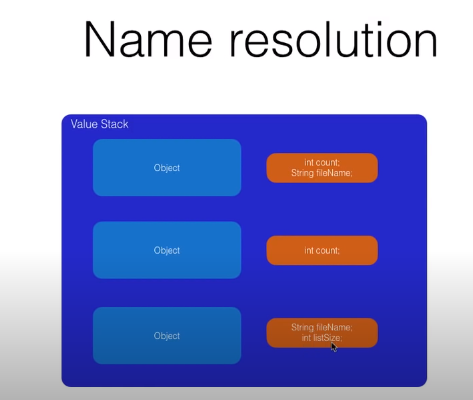 Name resolution
Value Stack
Object
int count;
String fileName;
Object
int count;
Object
String fileName;
int listSize;